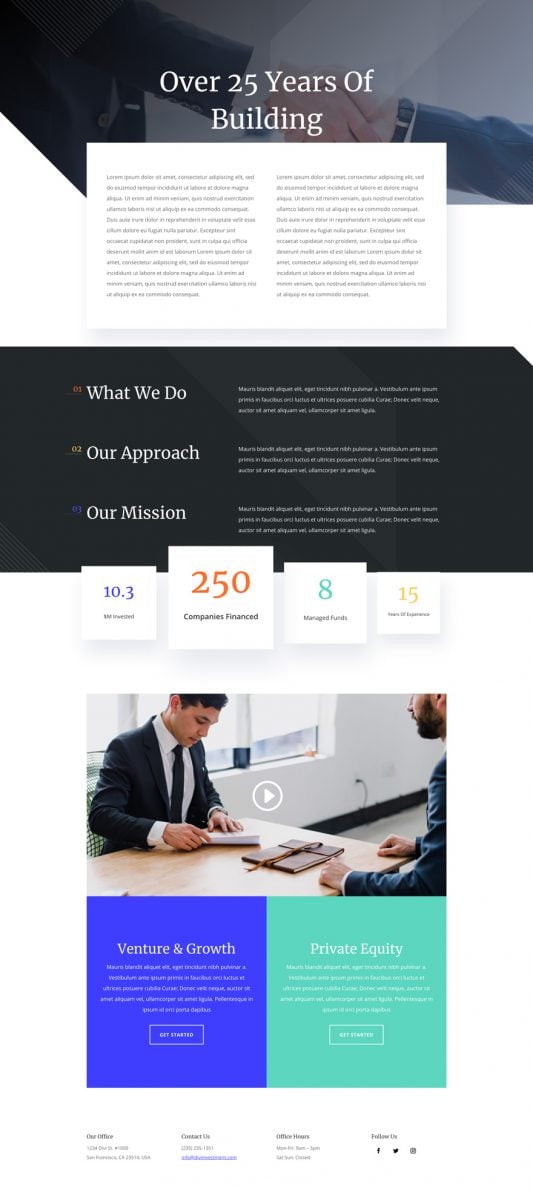 Over 25 Years Of
Building
Lorem ipsum dolor sit amet, consectetur adipiscing elit, sed
do eiusmod tempor incididunt ut labore et dolore magna
aliqua. Ut enim ad minim veniam, quis nostrud exercitation
ullamco laboris nisi ut aliquip ex ea commodo consequat.
Duis aute irure dolor in reprehenderit in voluptate velit esse
cillum dolore eu fugiat nulla pariatur. Excepteur sint
occaecat cupidatat non proident, sunt in culpa qui officia
deserunt mollit anim id est laborum Lorem ipsum dolor sit
amet, consectetur adipiscing elit, sed do eiusmod tempor
incididunt ut labore et dolore magna aliqua. Ut enim ad
minim veniam, quis nostrud exercitation ullamco laboris nisi
ut aliquip ex ea commodo consequat.
Lorem ipsum dolor sit amet, consectetur adipiscing elit, sed
do eiusmod tempor incididunt ut labore et dolore magna
aliqua. Ut enim ad minim veniam, quis nostrud exercitation
ullamco laboris nisi ut aliquip ex ea commodo consequat.
Duis aute irure dolor in reprehenderit in voluptate velit esse
cillum dolore eu fugiat nulla pariatur. Excepteur sint
occaecat cupidatat non proident, sunt in culpa qui officia
deserunt mollit anim id est laborum Lorem ipsum dolor sit
amet, consectetur adipiscing elit, sed do eiusmod tempor
incididunt ut labore et dolore magna aliqua. Ut enim ad
minim veniam, quis nostrud exercitation ullamco laboris nisi
ut aliquip ex ea commodo consequat.
01 What We Do
Mauris blandit aliquet elit, eget tincidunt nibh pulvinar a. Vestibulum ante ipsum
primis in faucibus orci luctus et ultrices posuere cubilia Curae; Donec velit neque,
auctor sit amet aliquam vel, ullamcorper sit amet ligula.
02 Our Approach
Mauris blandit aliquet elit, eget tincidunt nibh pulvinar a. Vestibulum ante ipsum
primis in faucibus orci luctus et ultrices posuere cubilia Curae; Donec velit neque,
auctor sit amet aliquam vel, ullamcorper sit amet ligula.
03 Our Mission
Mauris blandit aliquet elit, eget tincidunt nibh pulvinar a. Vestibulum ante ipsum
primis in faucibus orci luctus et ultrices posuere cubilia Curae; Donec velit neque,
auctor sit amet aliquam vel, ullamcorper sit amet ligula.
10.3
$M Invested
250
Companies Financed
8
Managed Funds
15
Years Of Experience
Venture & Growth
Mauris blandit aliquet elit, eget tincidunt nibh pulvinar a.
Vestibulum ante ipsum primis in faucibus orci luctus et
ultrices posuere cubilia Curae; Donec velit neque, auctor sit
amet aliquam vel, ullamcorper sit amet ligula. Pellentesque in
ipsum id orci porta dapibus
GET STARTED
Private Equity
Mauris blandit aliquet elit, eget tincidunt nibh pulvinar a.
Vestibulum ante ipsum primis in faucibus orci luctus et
ultrices posuere cubilia Curae; Donec velit neque, auctor sit
amet aliquam vel, ullamcorper sit amet ligula. Pellentesque in
ipsum id orci porta dapibus
GET STARTED
Our Office
1234 Divi St. #1000
San Francisco, CA 23514, USA
Contact Us
(235) 235-1351
info@diviinvestment.com
Office Hours
Mon-Fri: 9am – 5pm
Sat-Sun: Closed
Follow Us